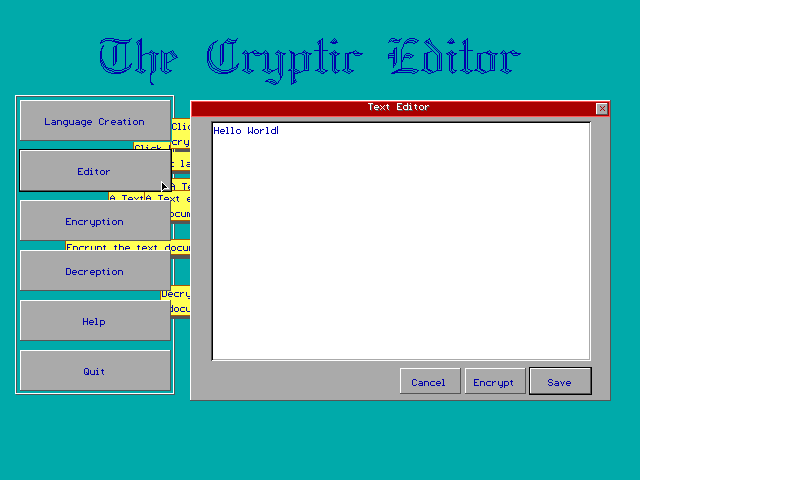 The Cryptic Editor
Language Creation
Editor
Encryption
Decreption
Help
Quit
Clic
Click
cry
t la
A Te
A Text
A Text e
docum
Encrypt the text docu
Decry
docu
Text Editor
Hello World
Cancel
Encrypt
Save